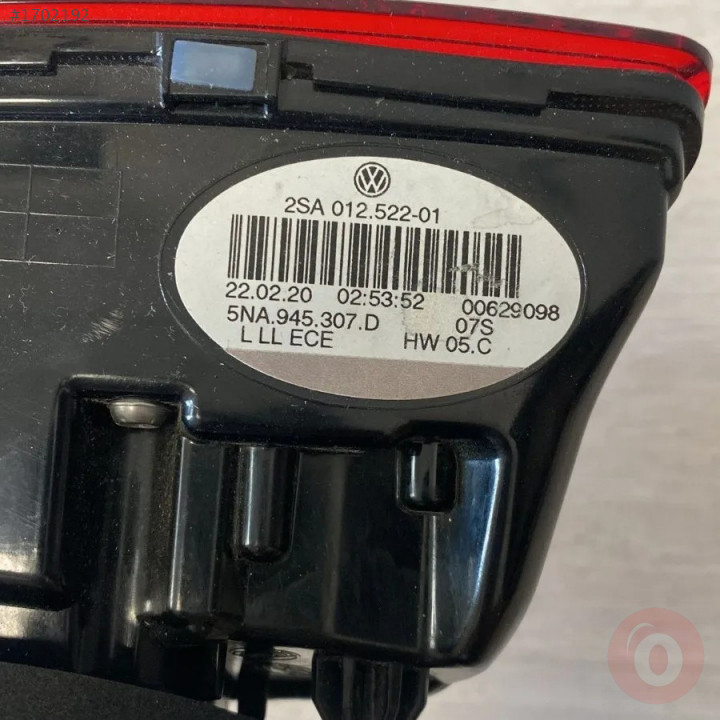 2SA 012.522-01
22.02.20 02:53:52 00629098
5NA.945.307.D 07S
L LL ECE HW 05.C